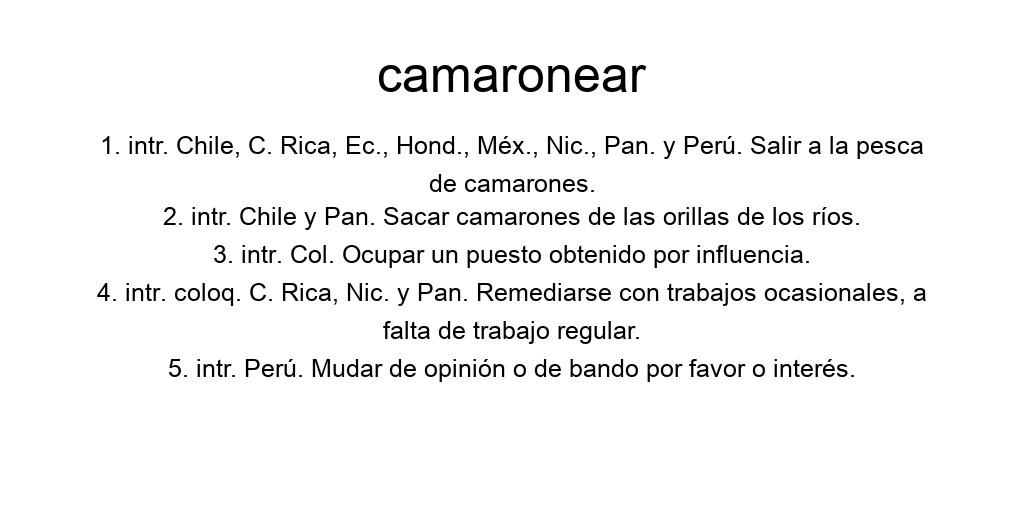 camaronear
1. intr. Chile, C. Rica, Ec., Hond., Méx., Nic., Pan. y Perú. Salir a la pesca
de camarones.
2. intr. Chile y Pan. Sacar camarones de las orillas de los ríos.
3. intr. Col. Ocupar un puesto obtenido por influencia.
4. intr. coloq. C. Rica, Nic. y Pan. Remediarse con trabajos ocasionales, a
falta de trabajo regular.
5. intr. Perú. Mudar de opinión o de bando por favor o interés.